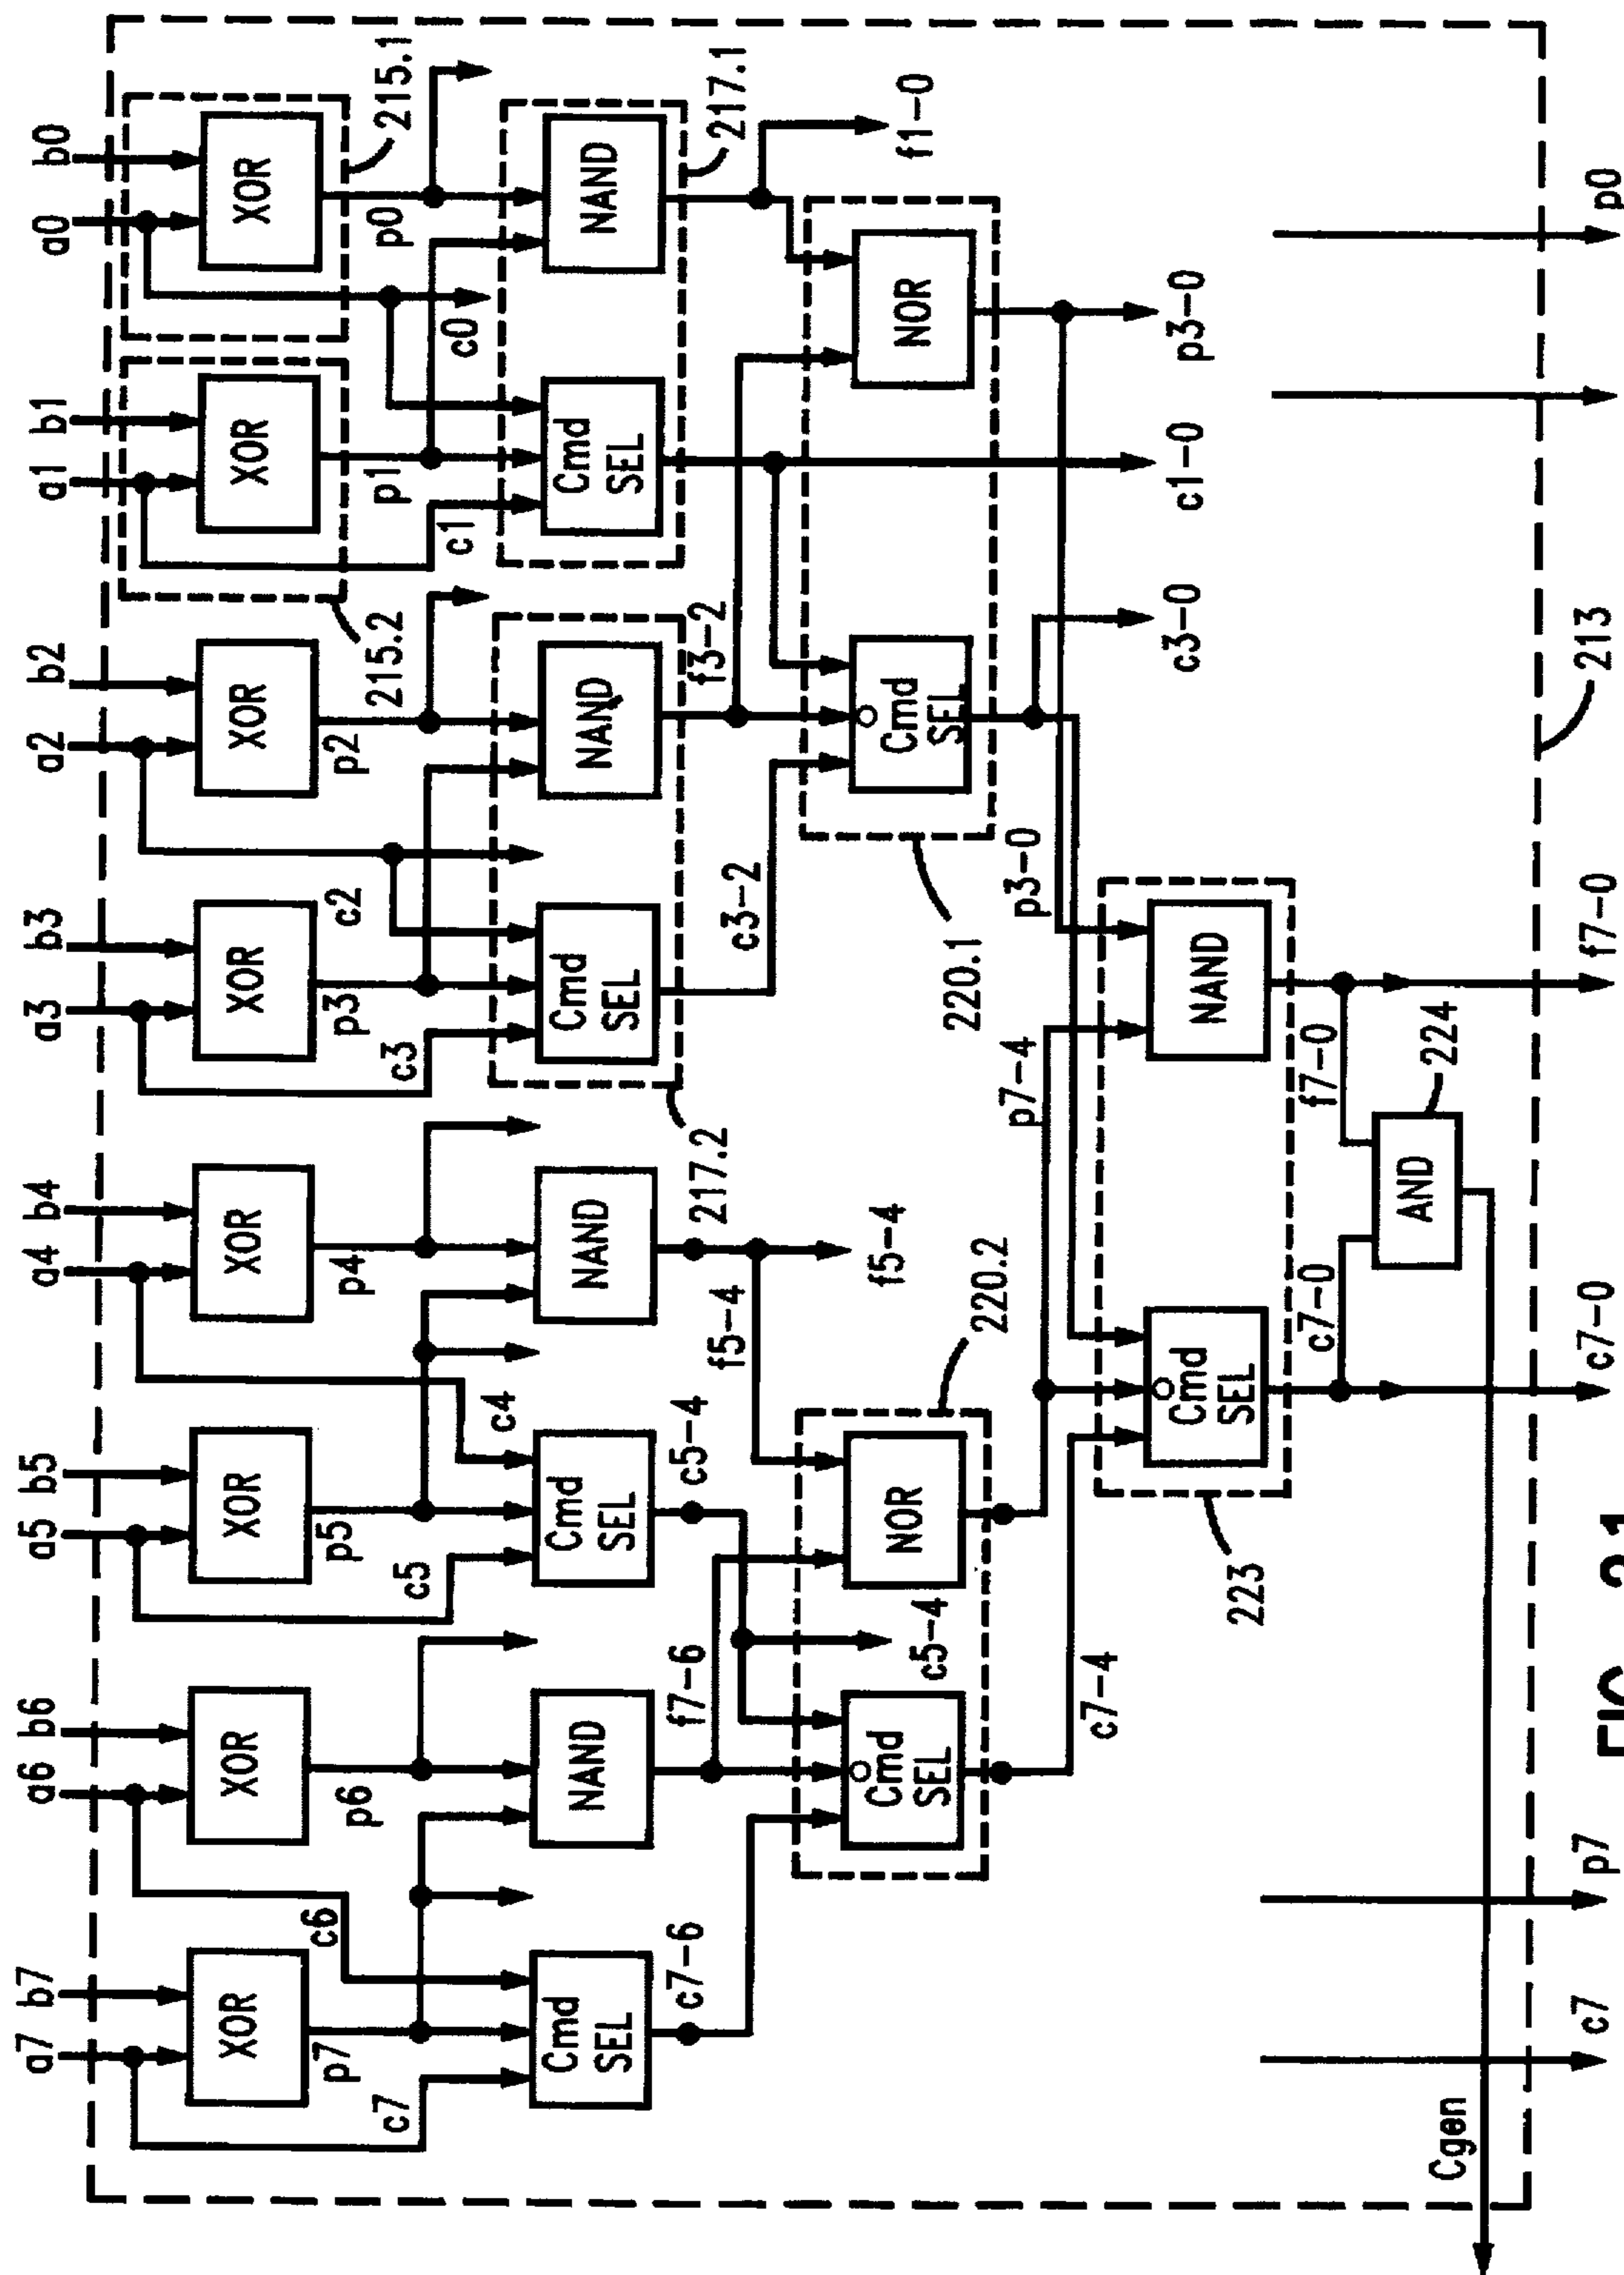 a7 b7 a6 b6 a5 b5 a4 b4 a3 b3 a2 b2 a1 b1 a0 b0
XOR XOR XOR XOR XOR XOR XOR XOR
215.1
215.2
p7 p6 p5 p4 p3 p2 p1 p0
c7 c6 c5 c4 c3 c2 c1 c0
Cmd SEL
NAND
Cmd SEL
NAND
Cmd SEL
NAND
Cmd SEL
NAND
217.1
217.2
c7-6
f7-6
c5-4
f5-4
f5-4
c3-2
f3-2
f1-0
Cmd SEL
c5-4
NOR
220.2
Cmd SEL
NOR
220.1
c7-4
p7-4
p3-0
c3-0
c1-0
p3-0
Cmd SEL
NAND
223
c7-0
f7-0
AND
224
213
Cgen
c7
p7
c7-0
f7-0
p0